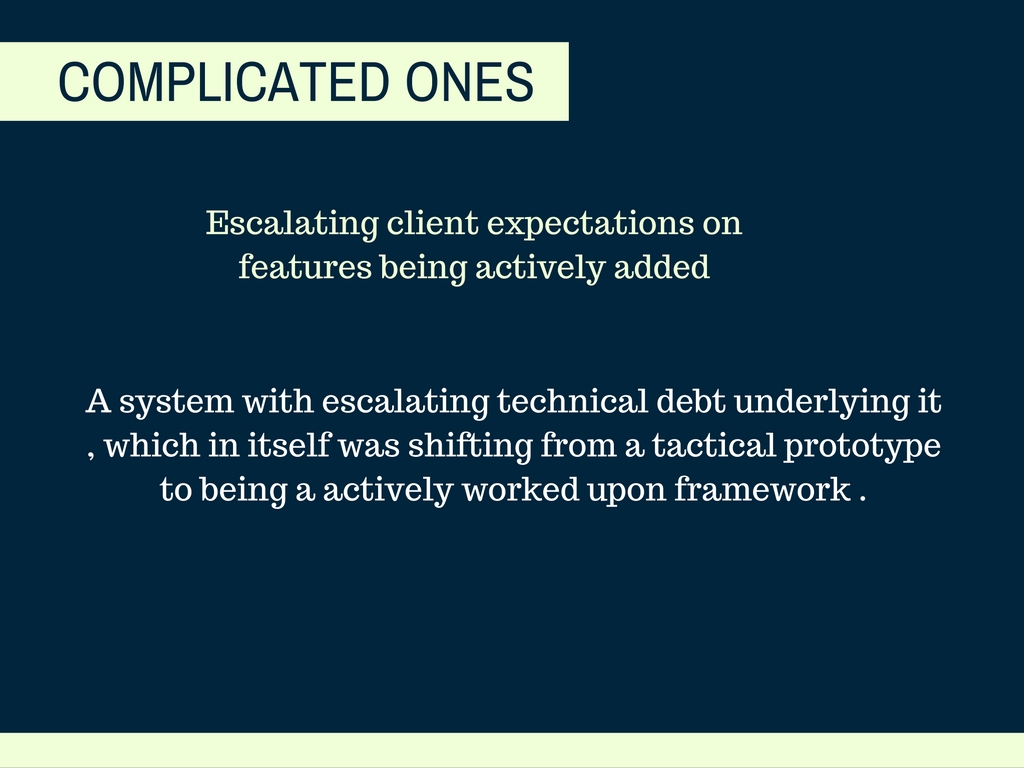 COMPLICATED ONES
Escalating client expectations on
features being actively added
A system with escalating technical debt underlying it
, which in itself was shifting from a tactical prototype
to being a actively worked upon framework .